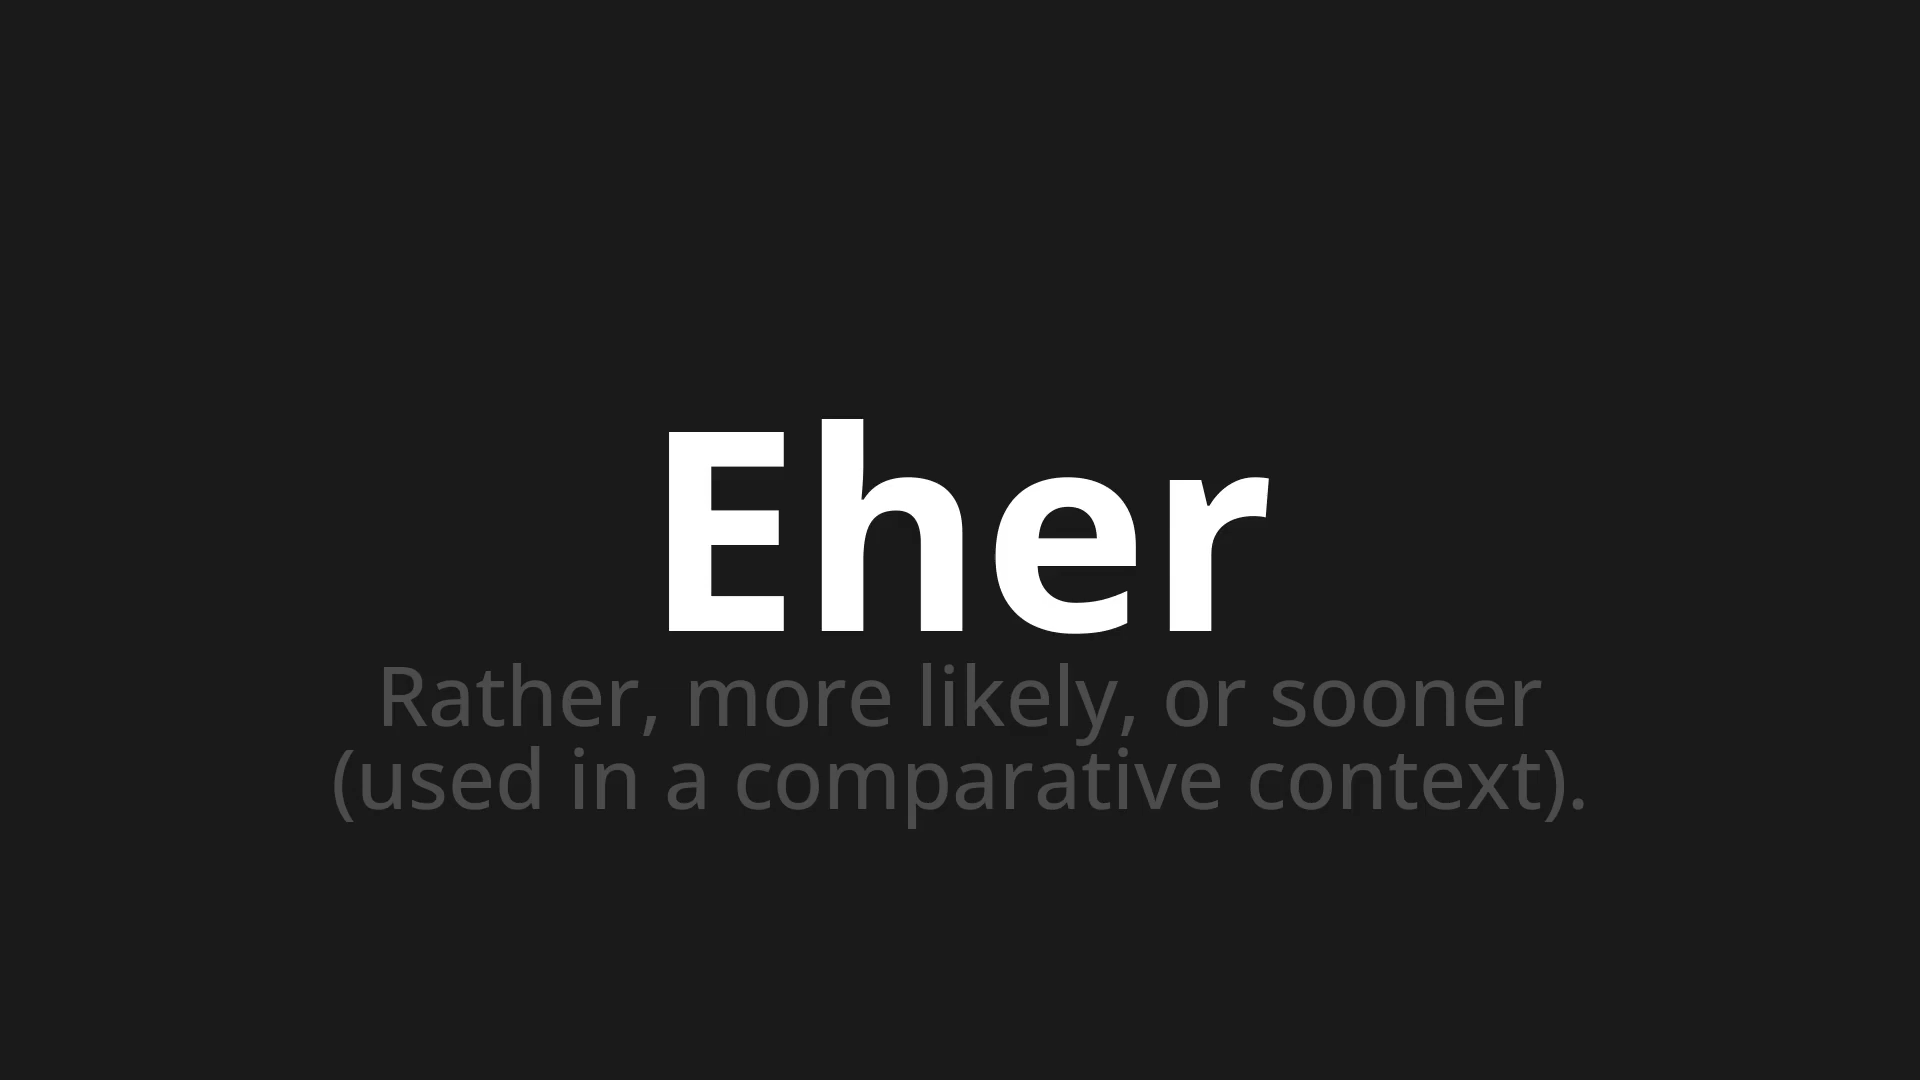 Eher
Rather, more likely, or sooner
(used in a comparative context).